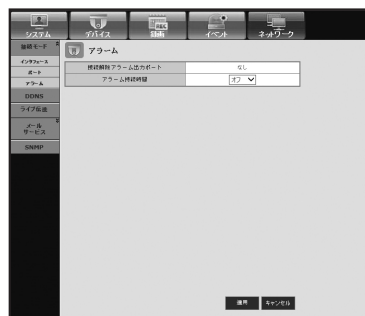 システム
デバイス
録画
イベント
ネットワーク
接続モード
インタフェース
ポート
アラーム
DDNS
ライブ伝送
メール
サービス
SNMP
アラーム
接続解除アラーム出力ポート
なし
アラーム持続時間
オフ
適用
キャンセル